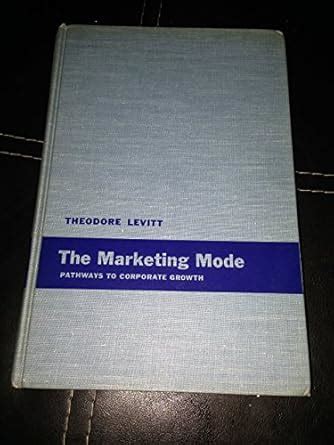 THEODORE LEVITT
The Marketing Mode
PATHWAYS TO CORPORATE GROWTH